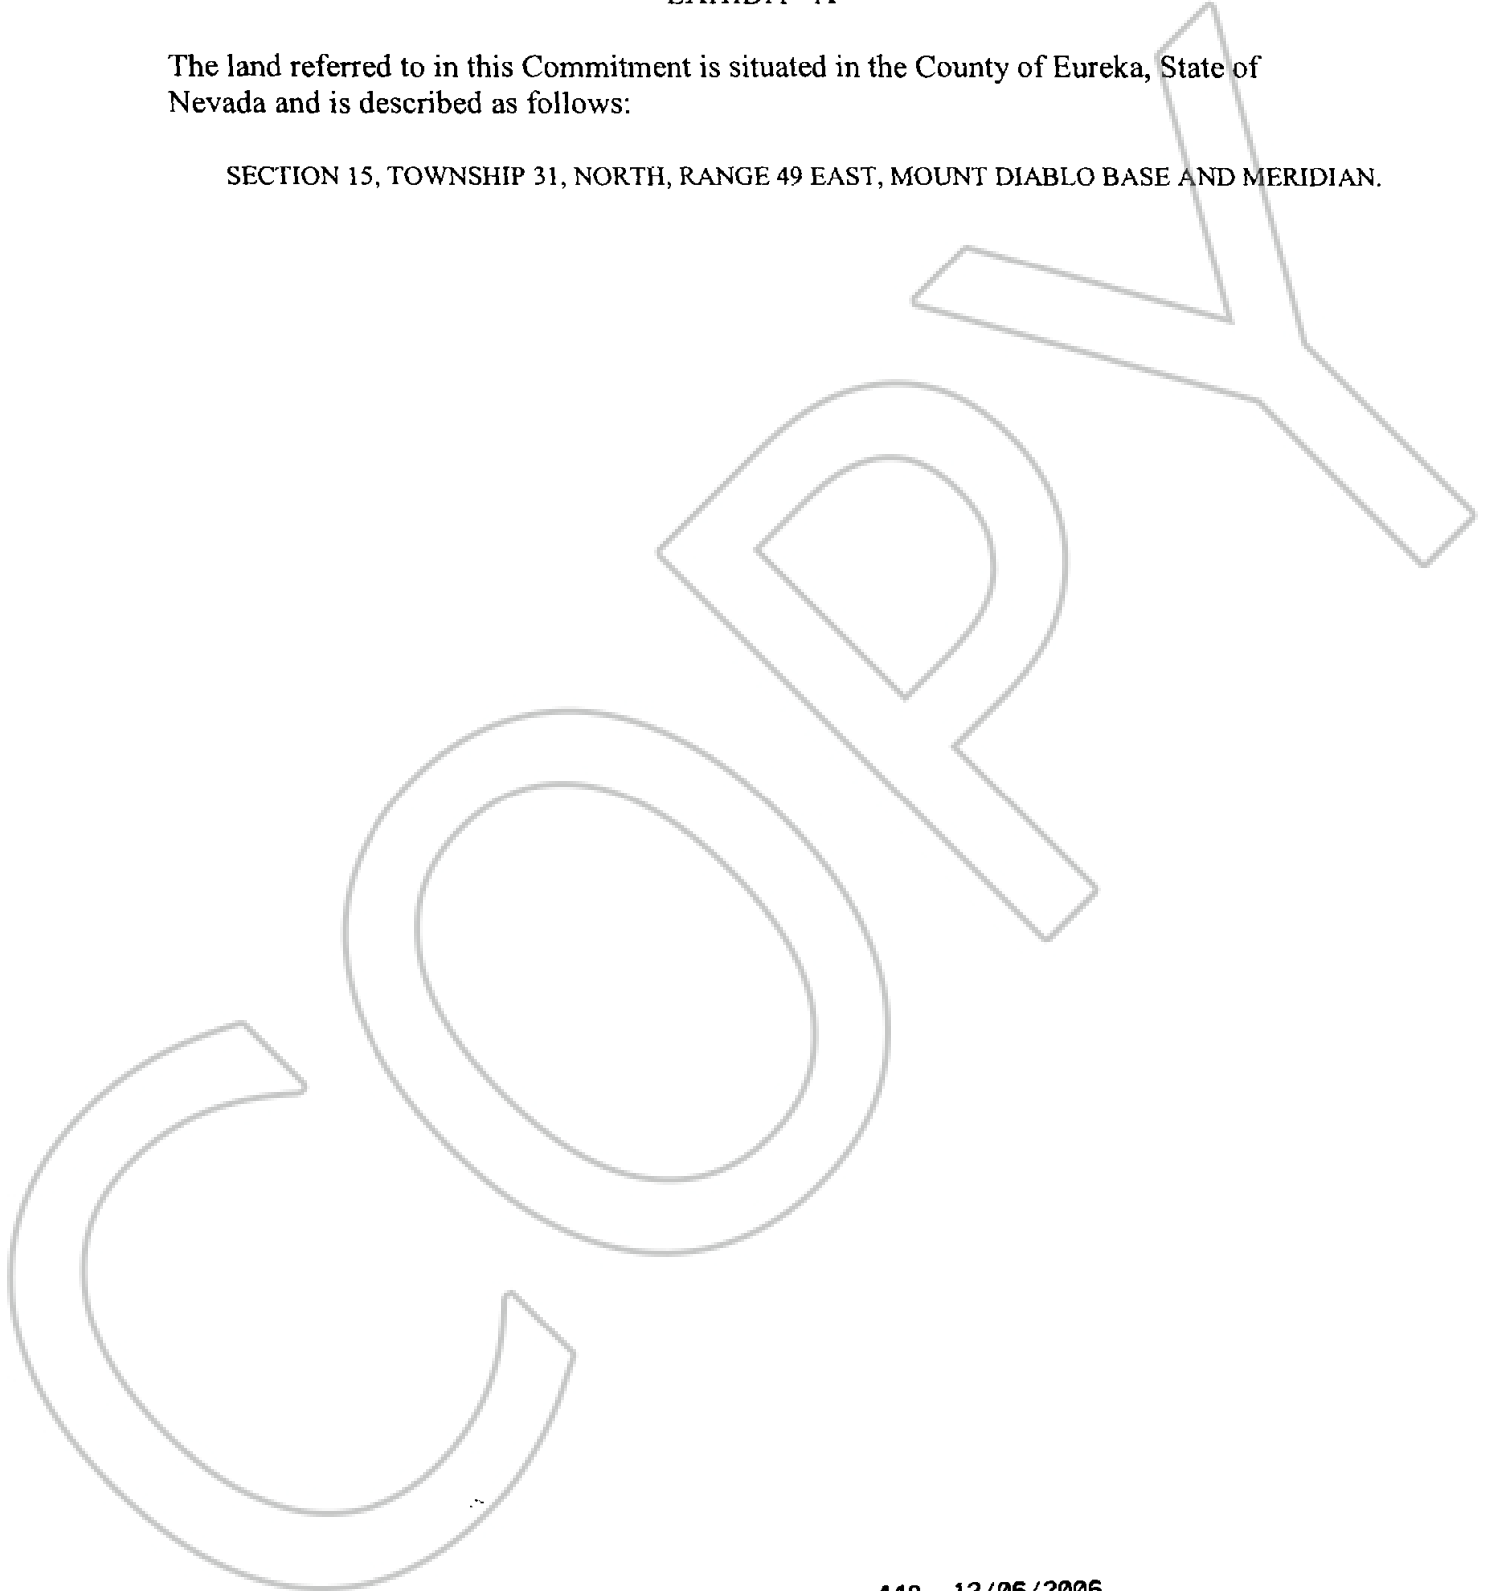 The land referred to in this Commitment is situated in the County of Eureka, State of
Nevada and is described as follows:
SECTION 15, TOWNSHIP 31, NORTH, RANGE 49 EAST, MOUNT DIABLO BASE AND MERIDIAN.
COPY
12/06/2006